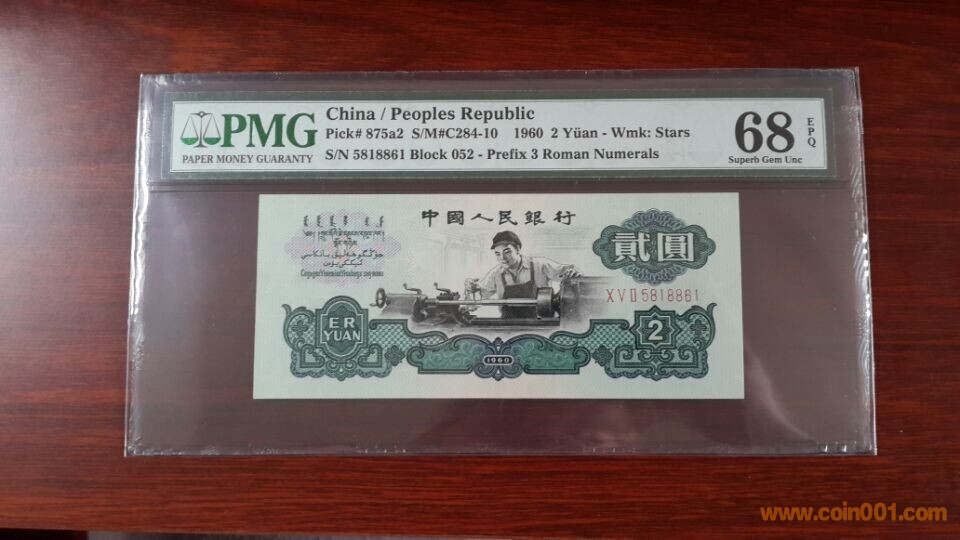 PMG
PAPER MONEY GUARANTY
China / Peoples Republic
Pick# 875a2 S/M#C284-10 1960 2 Yüan - Wmk: Stars
S/N 5818861 Block 052 - Prefix 3 Roman Numerals
68
EPQ
Superb Gem Unc
中國人民銀行
貳圓
XVⅡ5818861
ER
YUAN
1960
2
www.coin001.com